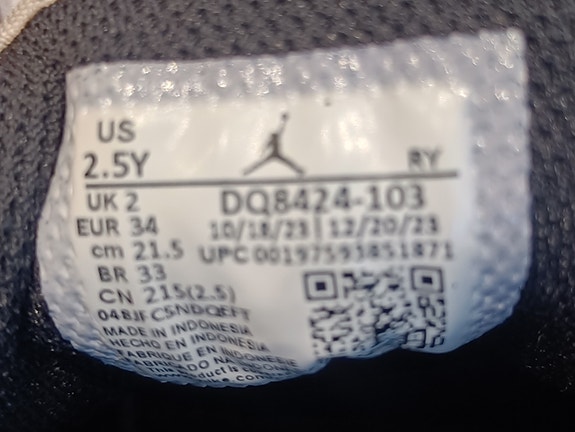 US
2.5Y
RY
UK 2
EUR 34
cm 21.5
BR 33
CN 215(2.5)
DQ8424-103
10/18/23 | 12/20/23
UPC 00197593851871
MADE IN INDONESIA
HECHO EN INDONESIA
FABRIQUE EN INDONESIE